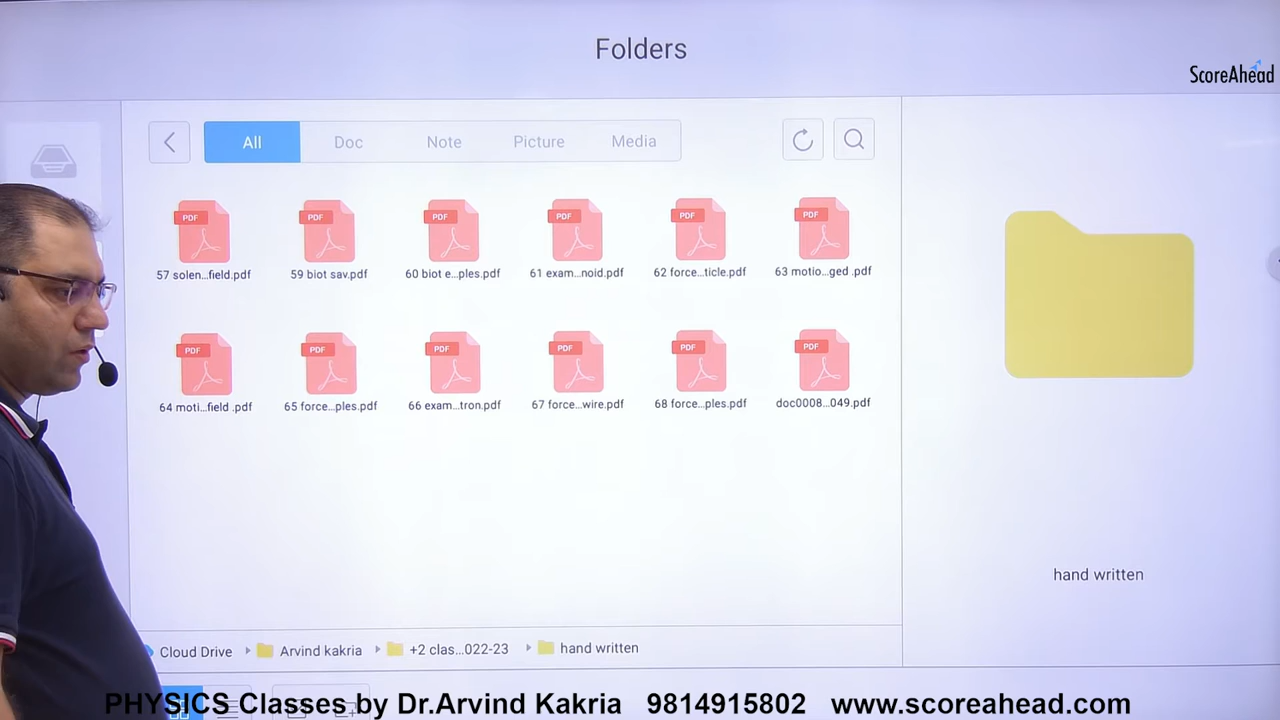 Folders
ScoreAhead
All Doc Note Picture Media
PDF PDF PDF PDF PDF PDF
57 solen...field.pdf 59 biot sav.pdf 60 biot e...ples.pdf 61 exam...noid.pdf 62 force...ticle.pdf 63 motio...ged .pdf
PDF PDF PDF PDF PDF PDF
64 moti...field .pdf 65 force...ples.pdf 66 exam...tron.pdf 67 force...wire.pdf 68 force...ples.pdf doc0008...049.pdf
hand written
Cloud Drive Arvind kakria +2 clas...022-23 hand written
PHYSICS Classes by Dr.Arvind Kakria 9814915802 www.scoreahead.com